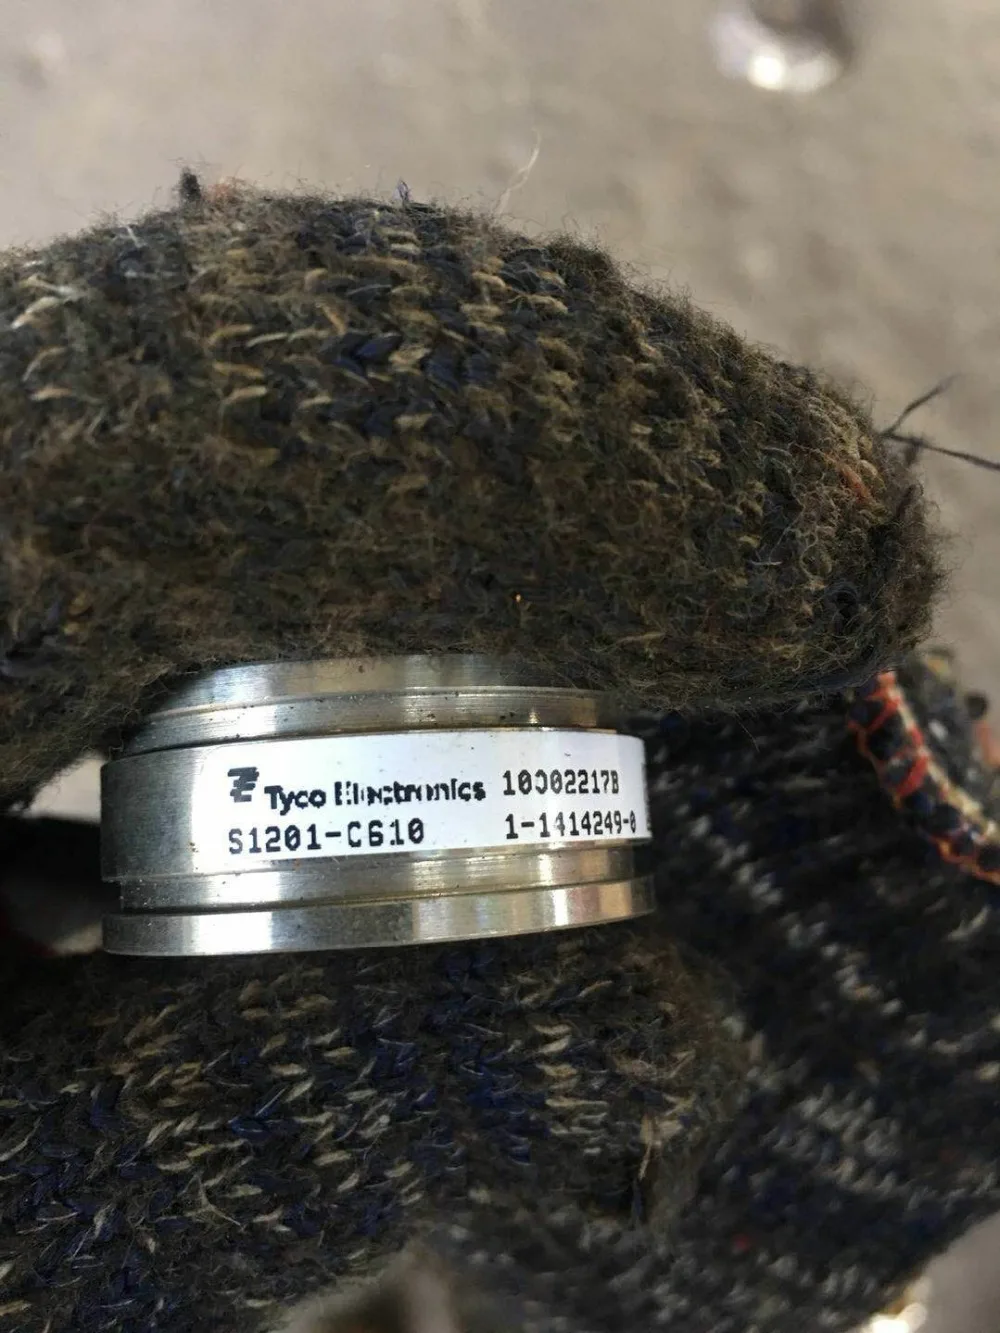 Tyco Electronics 10002217B
S1201-C610 1-1414249-0